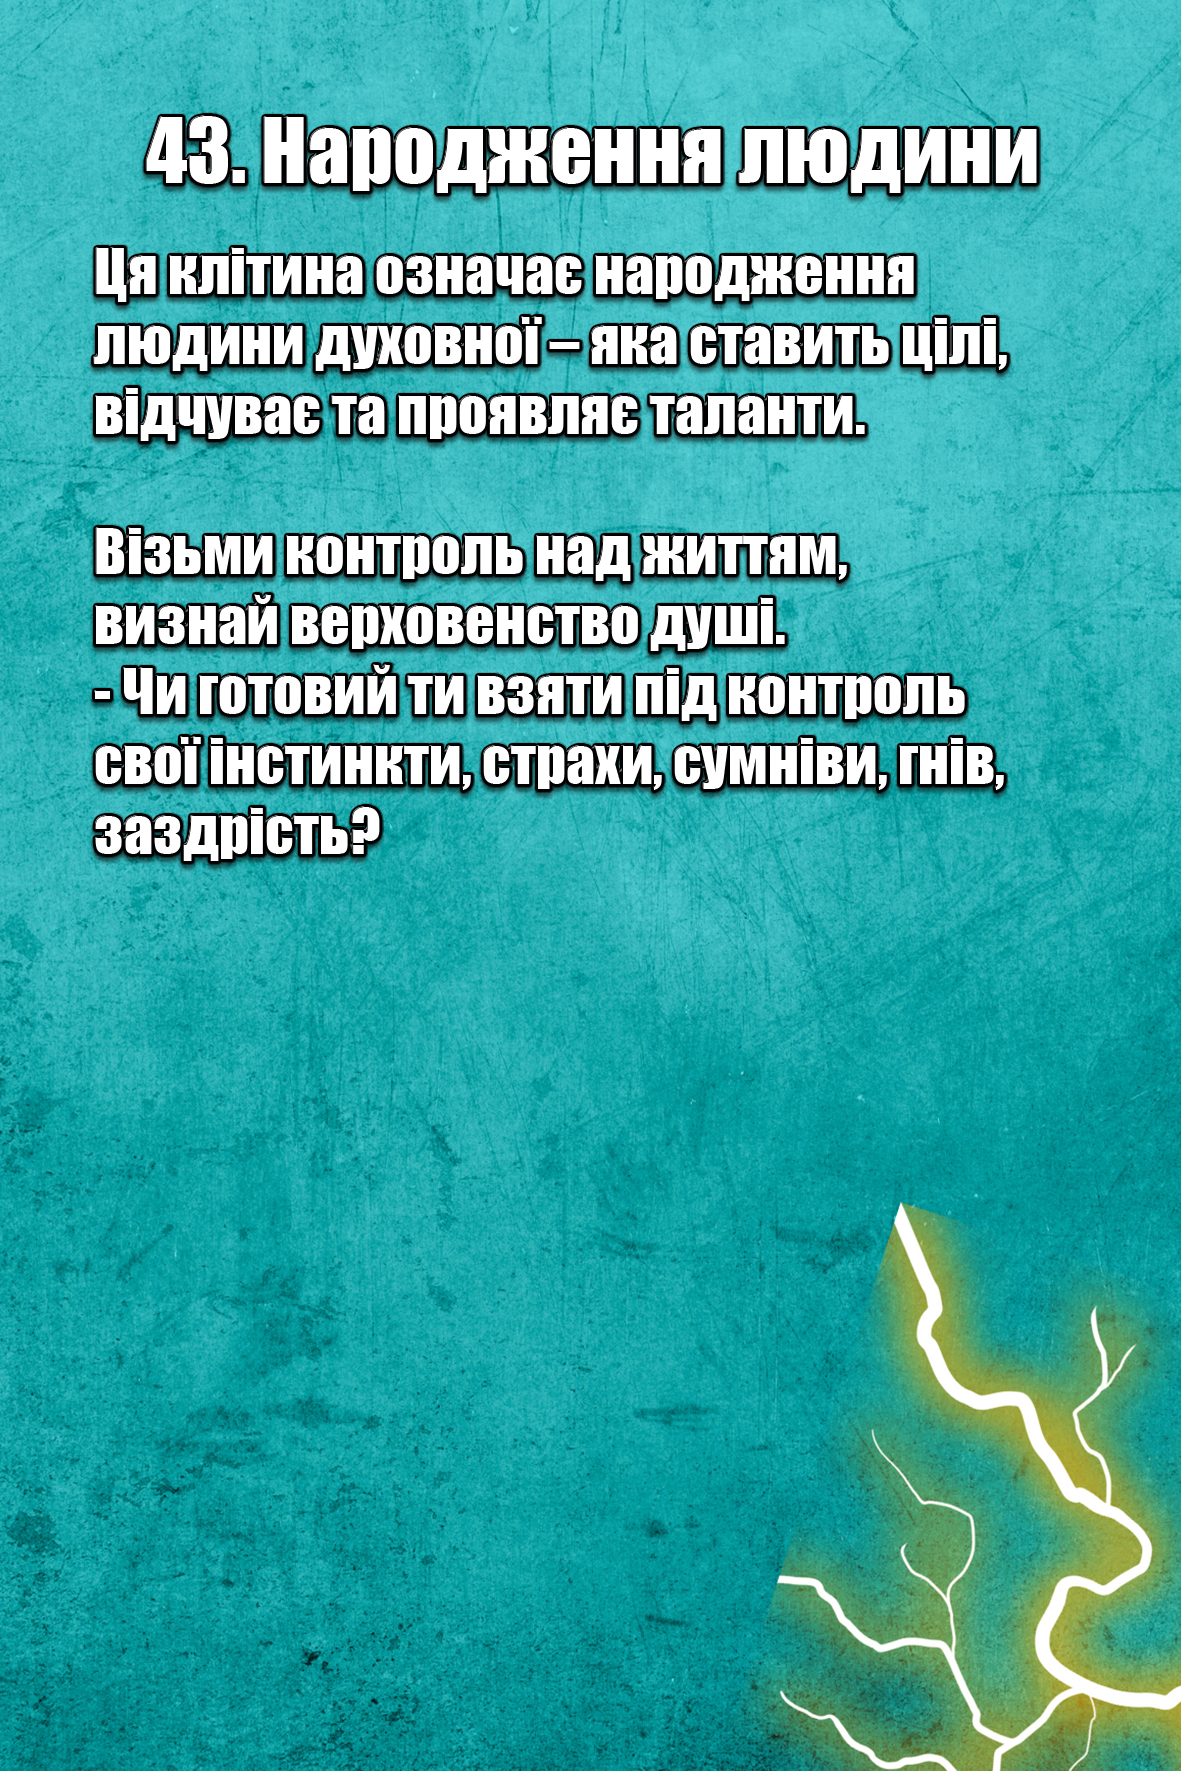 43. Народження людини
Ця клітина означає народження
людини духовної – яка ставить цілі,
відчуває та проявляє таланти.
Візьми контроль над життям,
визнай верховенство душі.
- Чи готовий ти взяти під контроль
свої інстинкти, страхи, сумніви, гнів,
заздрість?